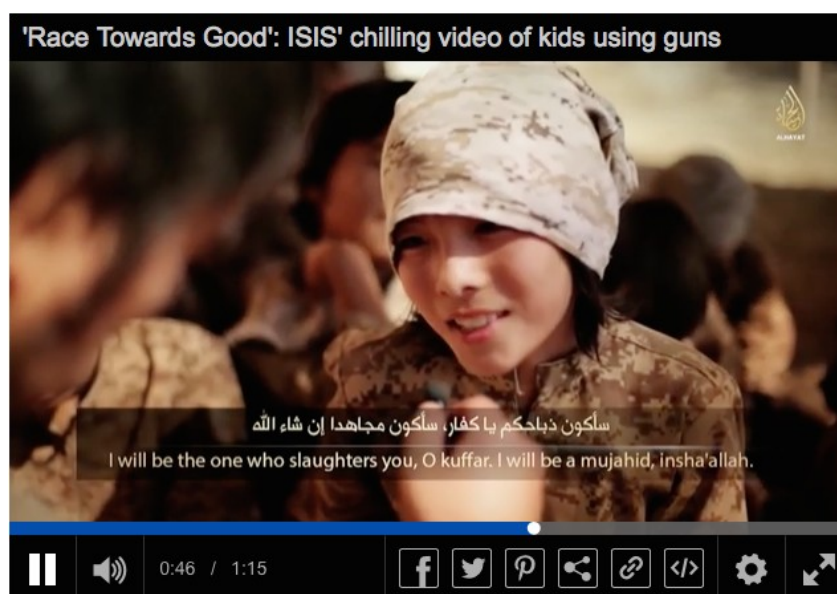 'Race Towards Good': ISIS' chilling video of kids using guns
ALHAYAT
سأكون ذباحكم يا كفار، سأكون مجاهدا إن شاء الله
I will be the one who slaughters you, O kuffar. I will be a mujahid, insha'allah.
0:46 / 1:15